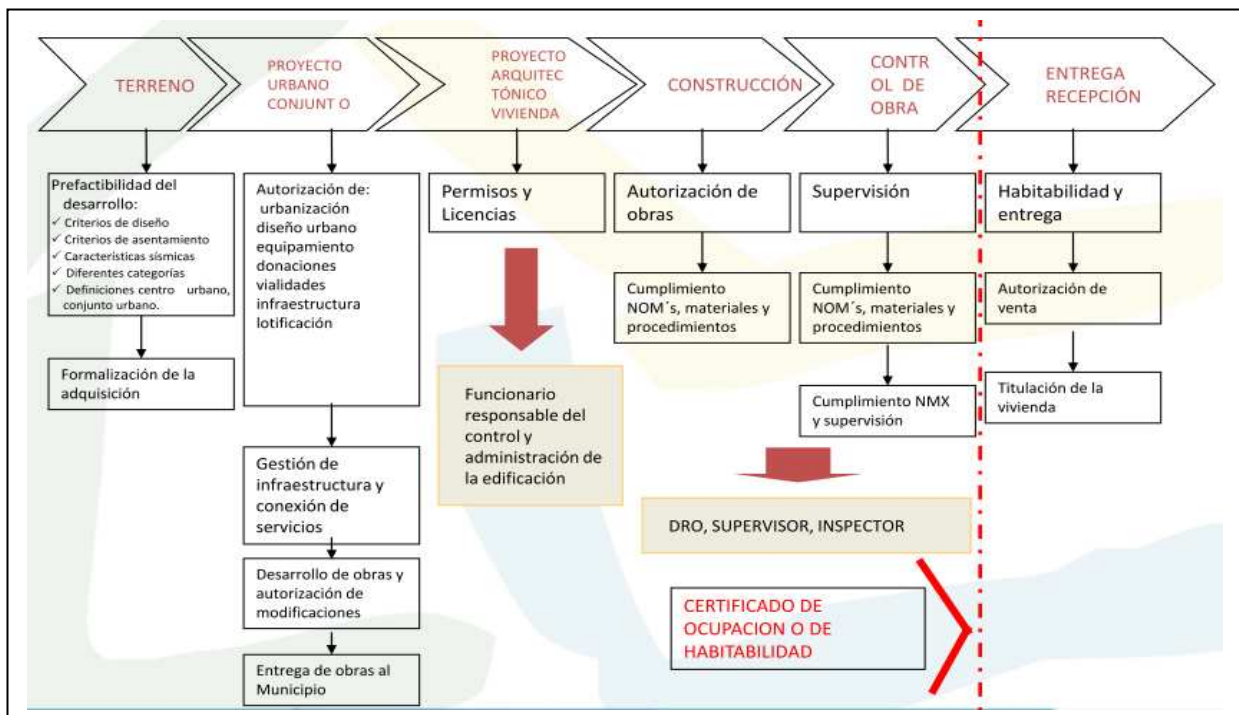 TERRENO
PROYECTO
URBANO
CONJUNT O
PROYECTO
ARQUITEC
TÓNICO
VIVIENDA
CONSTRUCCIÓN
CONTR
OL DE
OBRA
ENTREGA
RECEPCIÓN
Prefactibilidad del
desarrollo:
✓ Criterios de diseño
✓ Criterios de asentamiento
✓ Características sísmicas
✓ Diferentes categorías
✓ Definiciones centro urbano,
conjunto urbano.
Formalización de la
adquisición
Autorización de:
urbanización
diseño urbano
equipamiento
donaciones
vialidades
infraestructura
lotificación
Gestión de
infraestructura y
conexión de
servicios
Desarrollo de obras y
autorización de
modificaciones
Entrega de obras al
Municipio
Permisos y
Licencias
Funcionario
responsable del
control y
administración de
la edificación
Autorización de
obras
Cumplimiento
NOM´s, materiales y
procedimientos
Supervisión
Cumplimiento
NOM´s, materiales y
procedimientos
Cumplimiento NMX
y supervisión
DRO, SUPERVISOR, INSPECTOR
CERTIFICADO DE
OCUPACION O DE
HABITABILIDAD
Habitabilidad y
entrega
Autorización de
venta
Titulación de la
vivienda